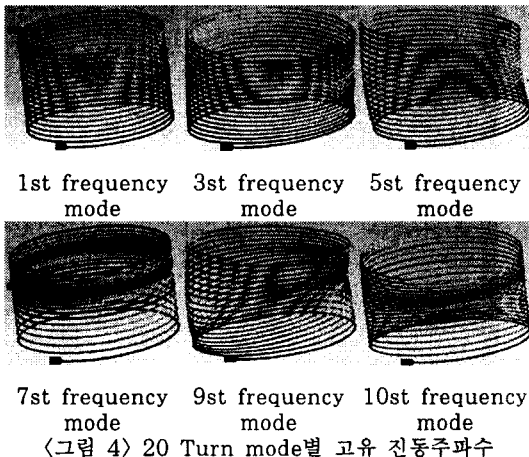 1st frequency mode
3st frequency mode
5st frequency mode
7st frequency mode
9st frequency mode
10st frequency mode
〈그림 4〉 20 Turn mode별 고유 진동주파수